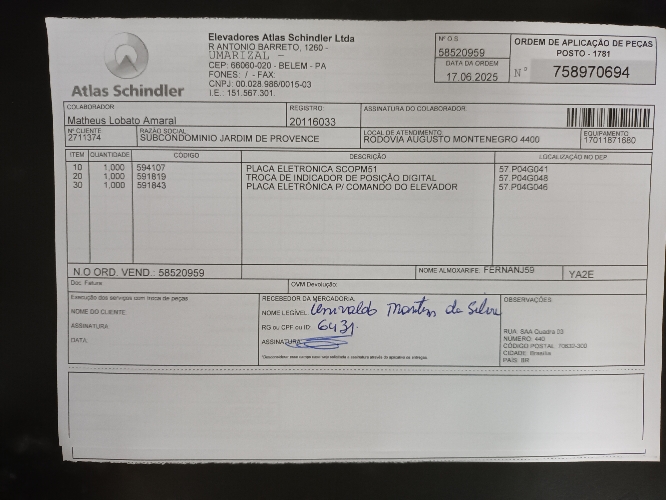 Atlas Schindler
Elevadores Atlas Schindler Ltda
R ANTONIO BARRETO, 1260 -
UMARIZAL -
CEP: 66060-020 - BELEM - PA
FONES: / - FAX:
CNPJ: 00.028.986/0015-03
I.E.: 151.567.301.
Nº O.S.
58520959
DATA DA ORDEM
17.06.2025
ORDEM DE APLICAÇÃO DE PEÇAS
POSTO - 1781
Nº 758970694
COLABORADOR
Matheus Lobato Amaral
REGISTRO
20116033
ASSINATURA DO COLABORADOR
Nº CLIENTE
2711374
RAZÃO SOCIAL
SUBCONDOMINIO JARDIM DE PROVENCE
LOCAL DE ATENDIMENTO
RODOVIA AUGUSTO MONTENEGRO 4400
EQUIPAMENTO
17011871680
ITEM QUANTIDADE CÓDIGO DESCRIÇÃO LOCALIZAÇÃO NO DEP.
10 1,000 594107 PLACA ELETRONICA SCOPM51 57.P04G041
20 1,000 591819 TROCA DE INDICADOR DE POSIÇÃO DIGITAL 57.P04G048
30 1,000 591843 PLACA ELETRÔNICA P/ COMANDO DO ELEVADOR 57.P04G046
N.O ORD. VEND.: 58520959
NOME ALMOXARIFE. FERNANJ59
YA2E
Doc. Fatura
OVM Devolução:
Execução dos serviços com troca de peças
NOME DO CLIENTE:
ASSINATURA:
DATA:
RECEBEDOR DA MERCADORIA:
NOME LEGÍVEL
RG ou CPF ou ID 6431
ASSINATURA
OBSERVAÇÕES:
RUA: SAA Quadra 03
NÚMERO: 440
CÓDIGO POSTAL: 70632-300
CIDADE: Brasília
PAÍS: BR